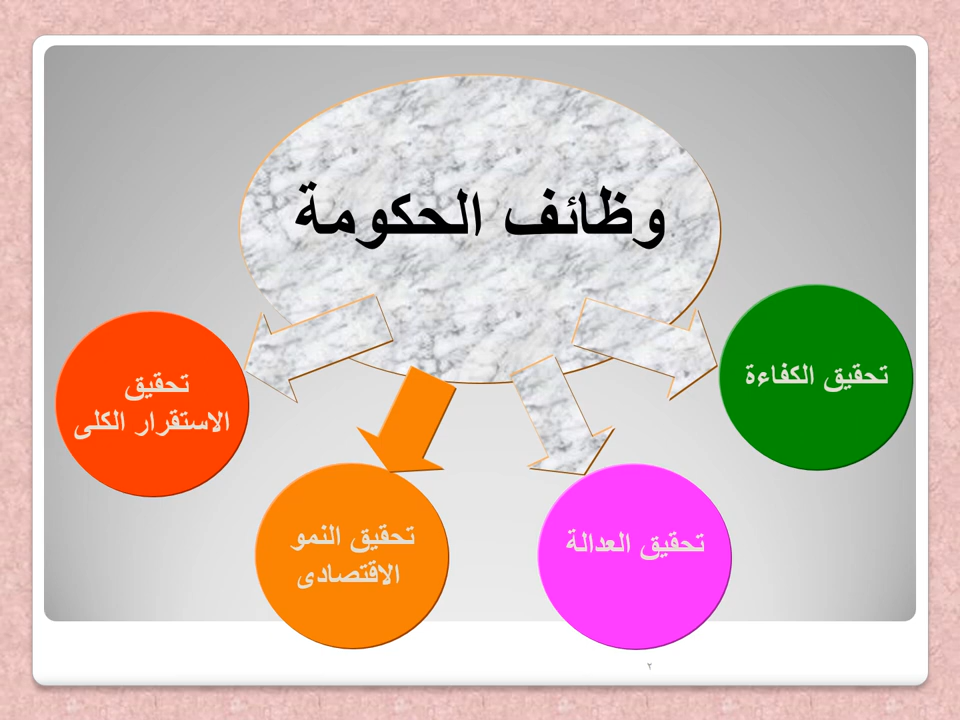 وظائف الحكومة
تحقيق الكفاءة
تحقيق العدالة
تحقيق النمو
الاقتصادى
تحقيق
الاستقرار الكلى
٢